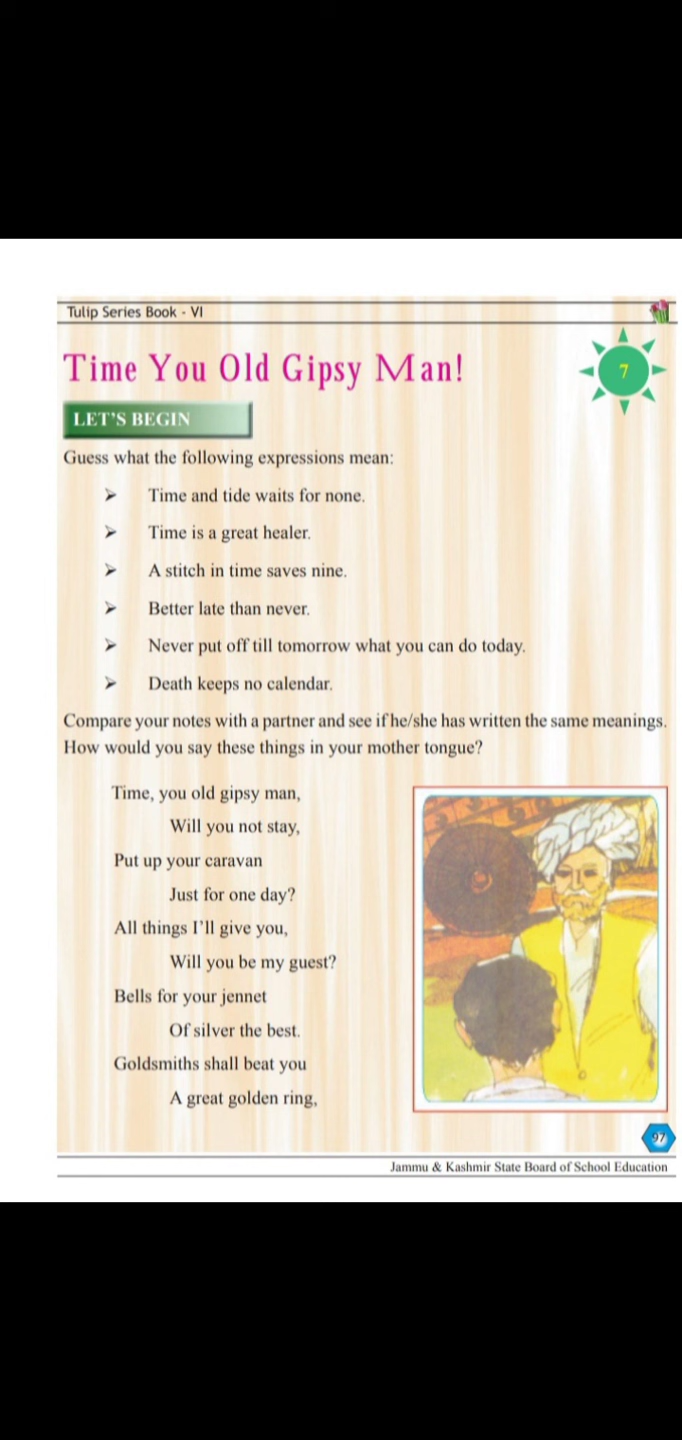 Tulip Series Book - VI
Time You Old Gipsy Man!
7
LET'S BEGIN
Guess what the following expressions mean:
➢ Time and tide waits for none.
➢ Time is a great healer.
➢ A stitch in time saves nine.
➢ Better late than never.
➢ Never put off till tomorrow what you can do today.
➢ Death keeps no calendar.
Compare your notes with a partner and see if he/she has written the same meanings.
How would you say these things in your mother tongue?
Time, you old gipsy man,
Will you not stay,
Put up your caravan
Just for one day?
All things I'll give you,
Will you be my guest?
Bells for your jennet
Of silver the best.
Goldsmiths shall beat you
A great golden ring,
97
Jammu & Kashmir State Board of School Education